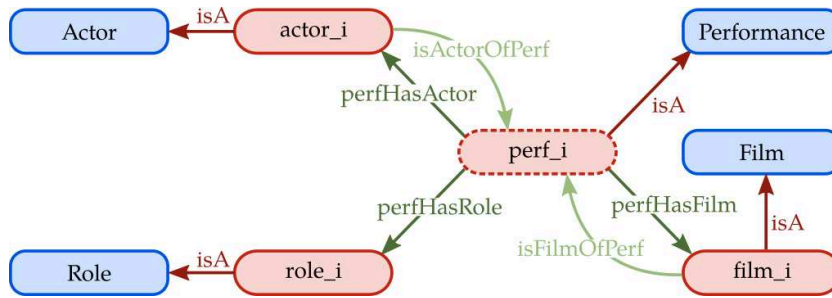 Actor
isA
actor_i
isActorOfPerf
Performance
perfHasActor
isA
perf_i
Film
perfHasRole
perfHasFilm
isA
isFilmOfPerf
Role
isA
role_i
film_i